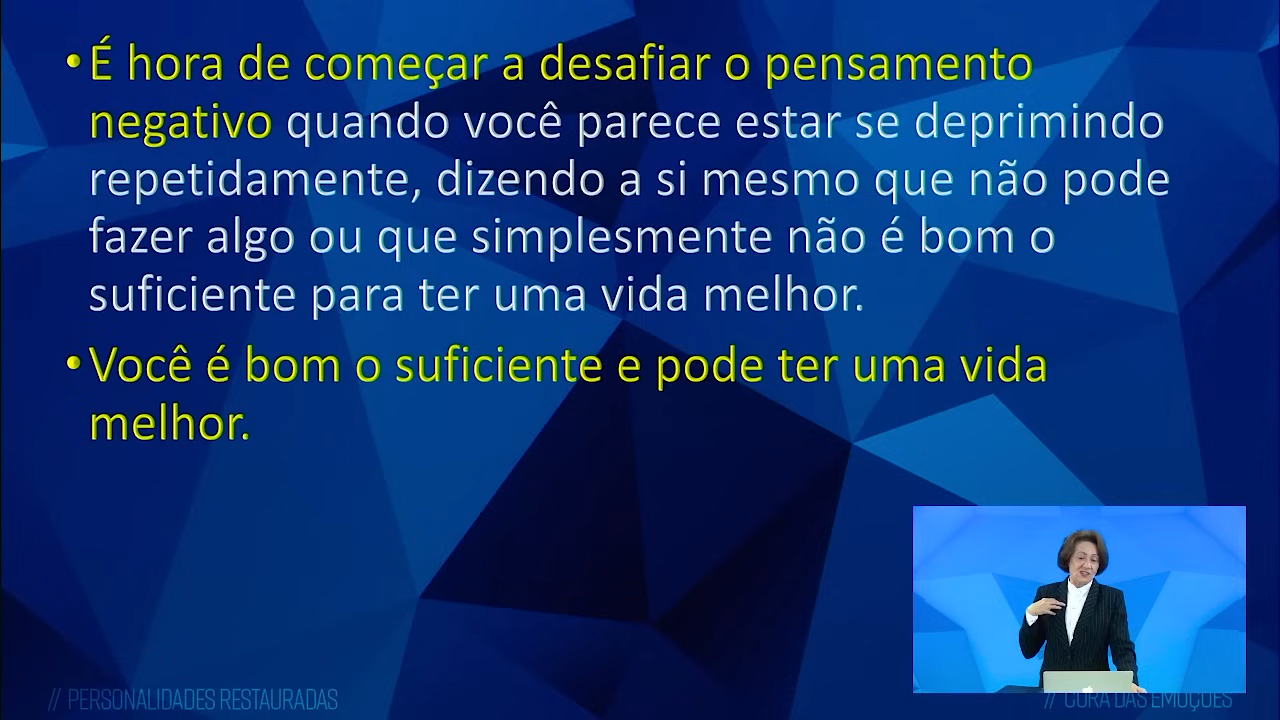 • É hora de começar a desafiar o pensamento
negativo quando você parece estar se deprimindo
repetidamente, dizendo a si mesmo que não pode
fazer algo ou que simplesmente não é bom o
suficiente para ter uma vida melhor.
• Você é bom o suficiente e pode ter uma vida
melhor.
// PERSONALIDADES RESTAURADAS
// CURA DAS EMOÇÕES